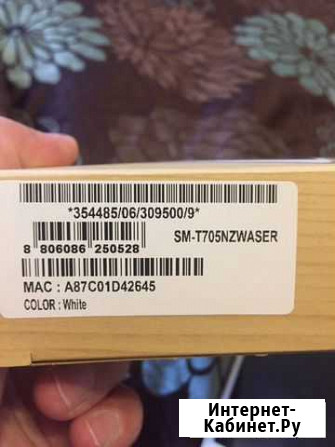 *354485/06/309500/9*
8 806086 250528
SM-T705NZWASER
MAC : A87C01D42645
COLOR : White
Интернет-
Кабинет.Ру